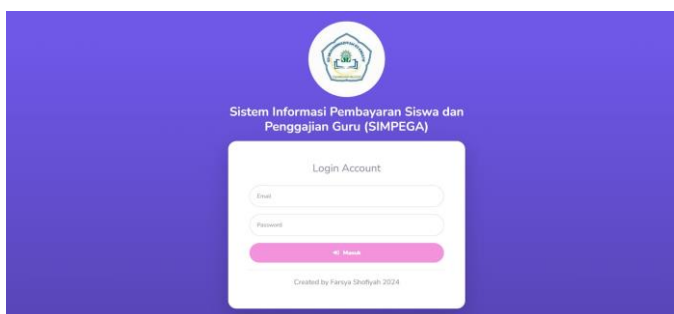 Sistem Informasi Pembayaran Siswa dan
Penggajian Guru (SIMPEGA)
Login Account
Email
Password
Masuk
Created by Farsya Shofiyah 2024